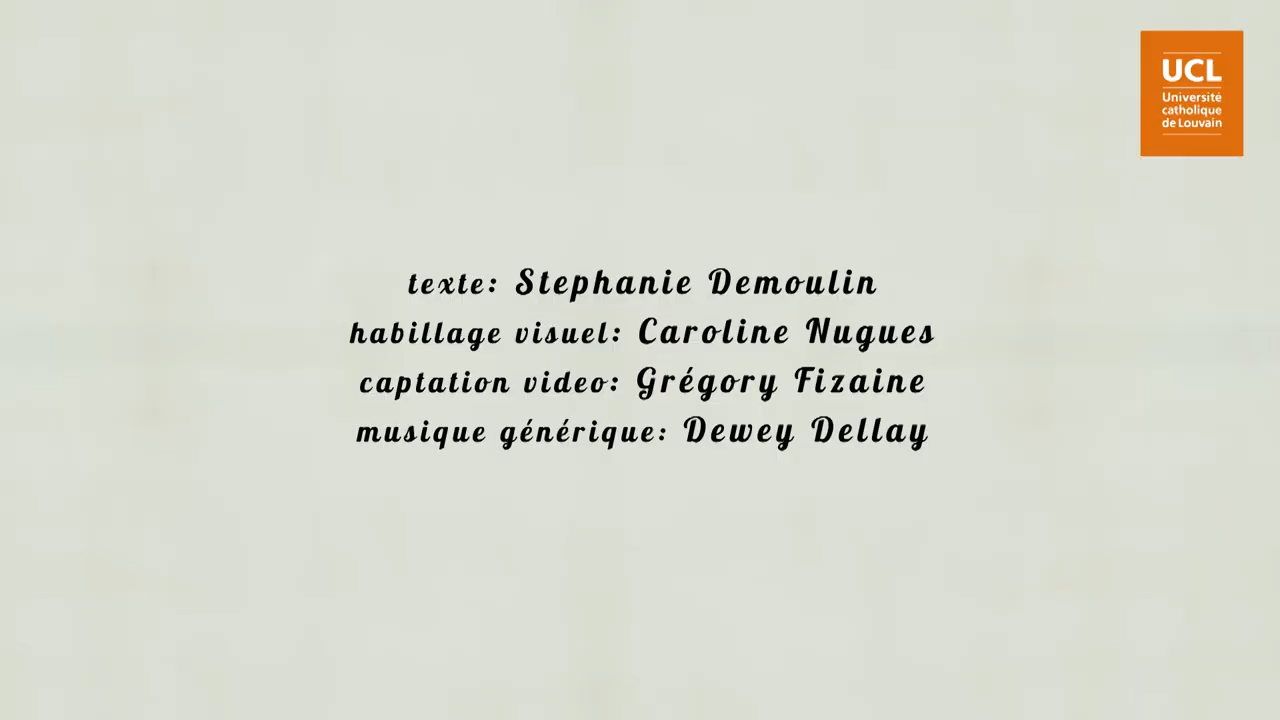 UCL
Université
catholique
de Louvain
texte: Stephanie Demoulin
habillage visuel: Caroline Nugues
captation video: Grégory Fizaine
musique générique: Dewey Dellay